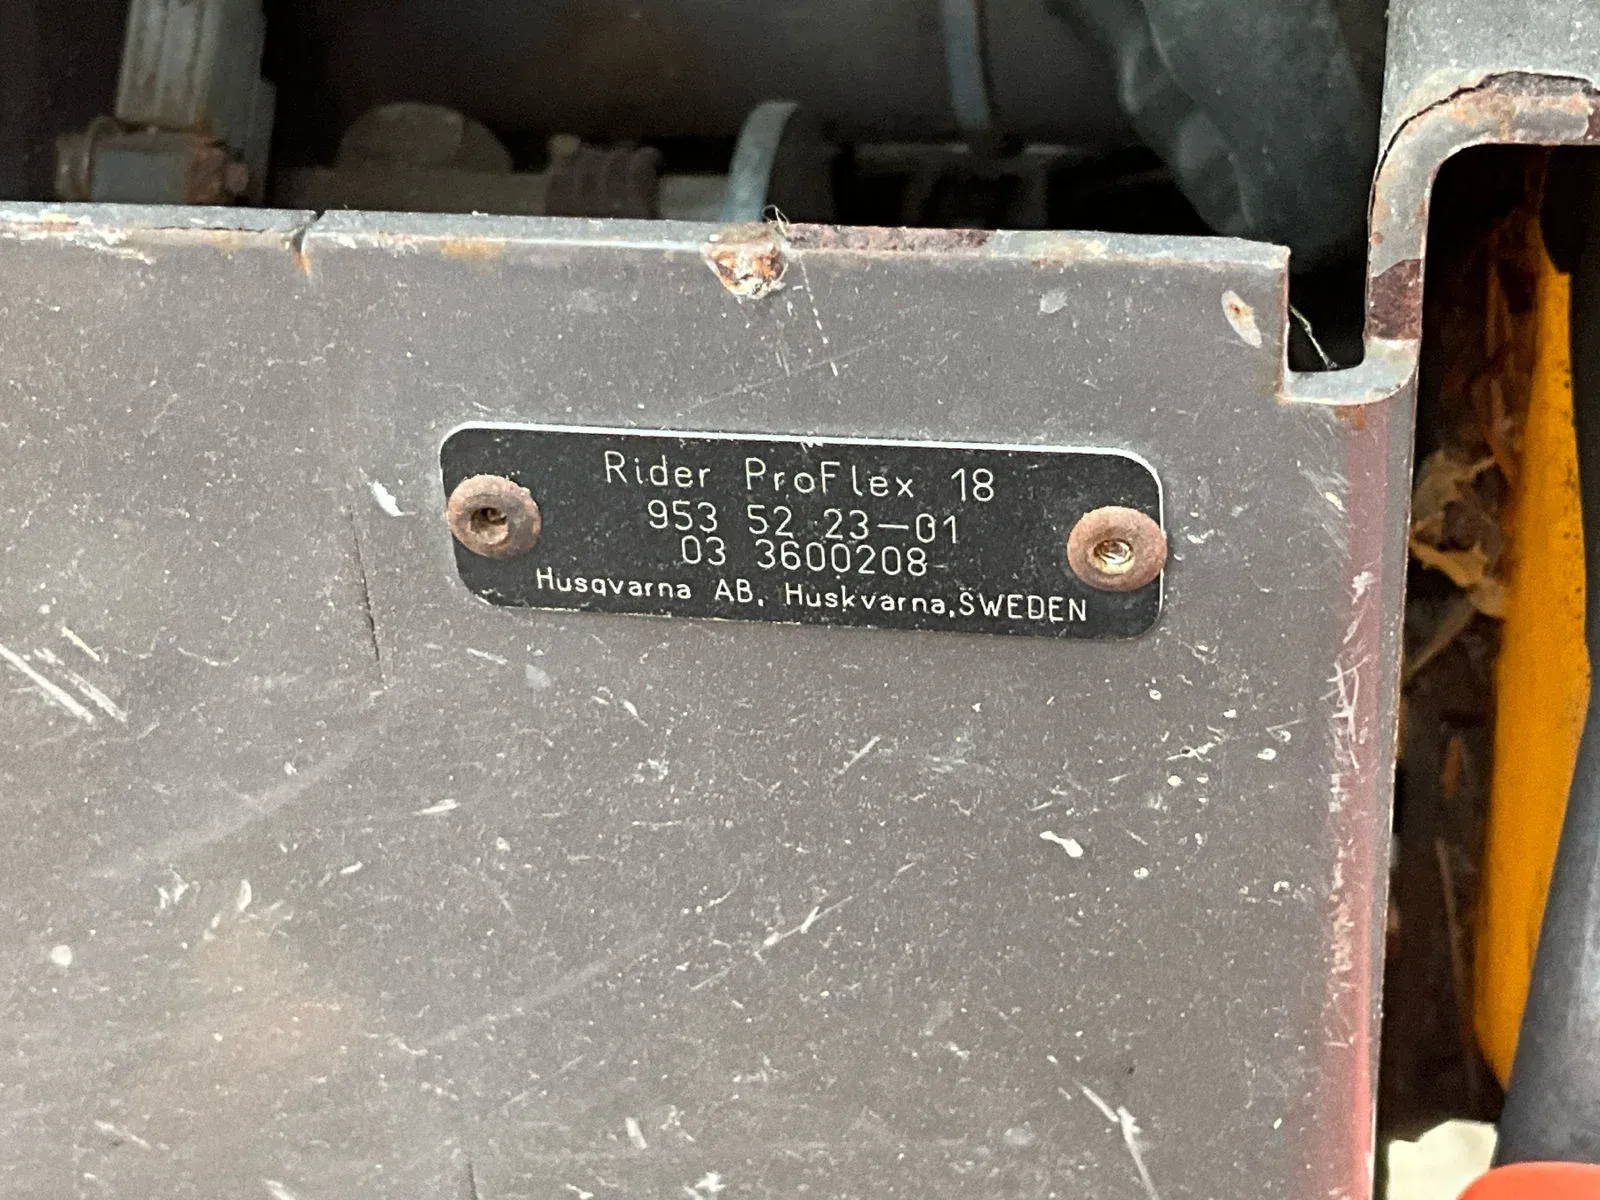 Rider ProFlex 18
953 52 23-01
03 3600208
Husqvarna AB, Huskvarna, SWEDEN